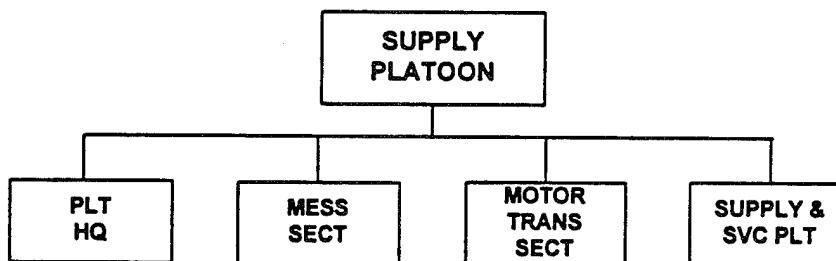 SUPPLY
PLATOON
PLT
HQ
MESS
SECT
MOTOR
TRANS
SECT
SUPPLY &
SVC PLT